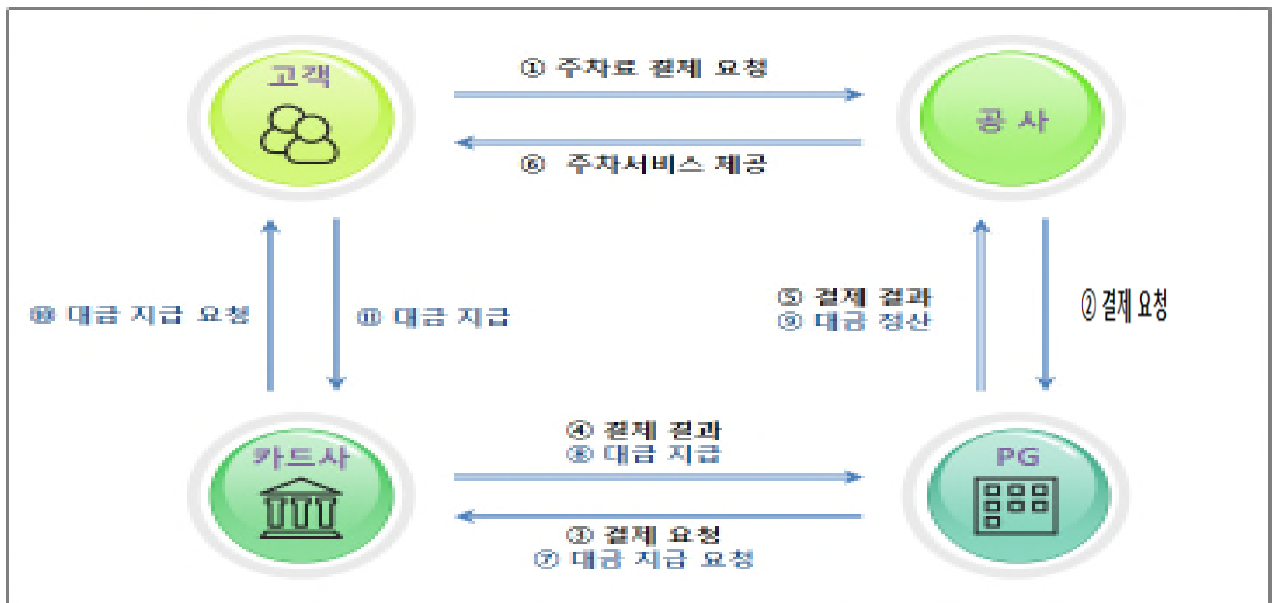 고객
① 주차료 결제 요청
공 사
⑥ 주차서비스 제공
⑩ 대금 지급 요청
⑪ 대금 지급
⑤ 결제 결과
⑨ 대금 정산
② 결제 요청
카드사
④ 결제 결과
⑧ 대금 지급
PG
③ 결제 요청
⑦ 대금 지급 요청